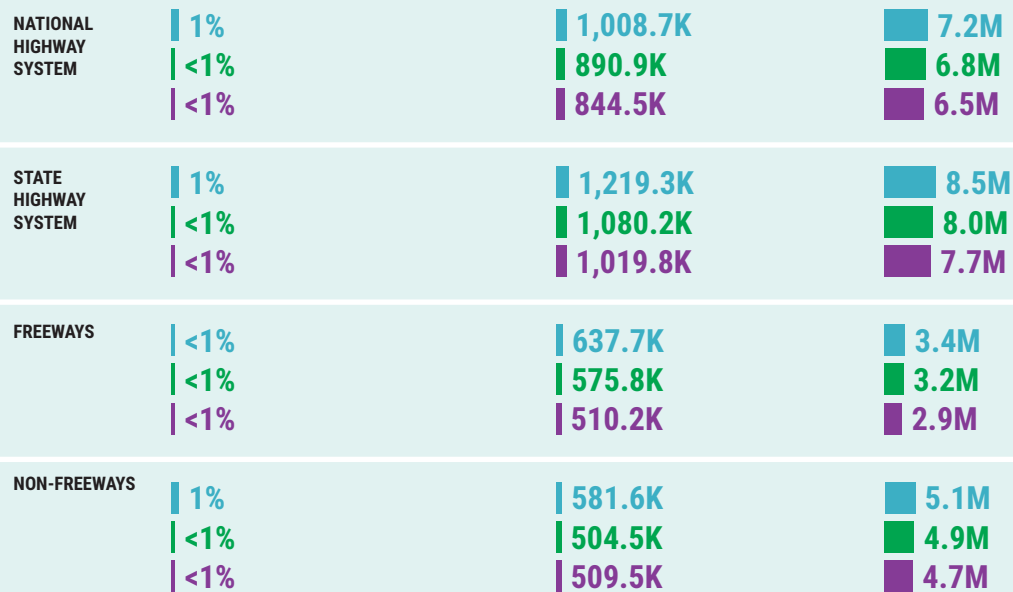 NATIONAL
HIGHWAY
SYSTEM
1%
1,008.7K
7.2M
<1%
890.9K
6.8M
<1%
844.5K
6.5M
STATE
HIGHWAY
SYSTEM
1%
1,219.3K
8.5M
<1%
1,080.2K
8.0M
<1%
1,019.8K
7.7M
FREEWAYS
<1%
637.7K
3.4M
<1%
575.8K
3.2M
<1%
510.2K
2.9M
NON-FREEWAYS
1%
581.6K
5.1M
<1%
504.5K
4.9M
<1%
509.5K
4.7M